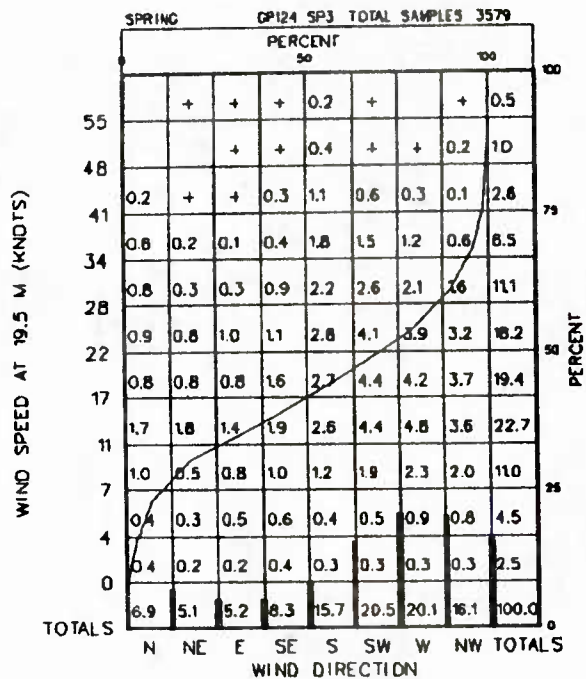 SPRING GP124 SP3 TOTAL SAMPLES 3579
PERCENT
50 100
100
+ + + 0.2 + + 0.5
55
+ + 0.4 + + 0.2 1.0
48
0.2 + + 0.3 1.1 0.6 0.3 0.1 2.6
41 79
0.6 0.2 0.1 0.4 1.8 1.5 1.2 0.6 6.5
34
0.8 0.3 0.3 0.9 2.2 2.6 2.1 1.6 11.1
28
0.9 0.8 1.0 1.1 2.8 4.1 3.9 3.2 18.2
22 50
0.8 0.8 0.8 1.6 2.7 4.4 4.2 3.7 19.4
17
1.7 1.8 1.4 1.9 2.6 4.4 4.8 3.6 22.7
11
1.0 0.5 0.8 1.0 1.2 1.9 2.3 2.0 11.0
7 25
0.4 0.3 0.5 0.6 0.4 0.5 0.9 0.8 4.5
4
0.4 0.2 0.2 0.4 0.3 0.3 0.3 0.3 2.5
0
6.9 5.1 5.2 8.3 15.7 20.5 20.1 16.1 100.0
TOTALS 0
N NE E SE S SW W NW TOTALS
WIND DIRECTION
WIND SPEED AT 19.5 M (KNOTS)
PERCENT